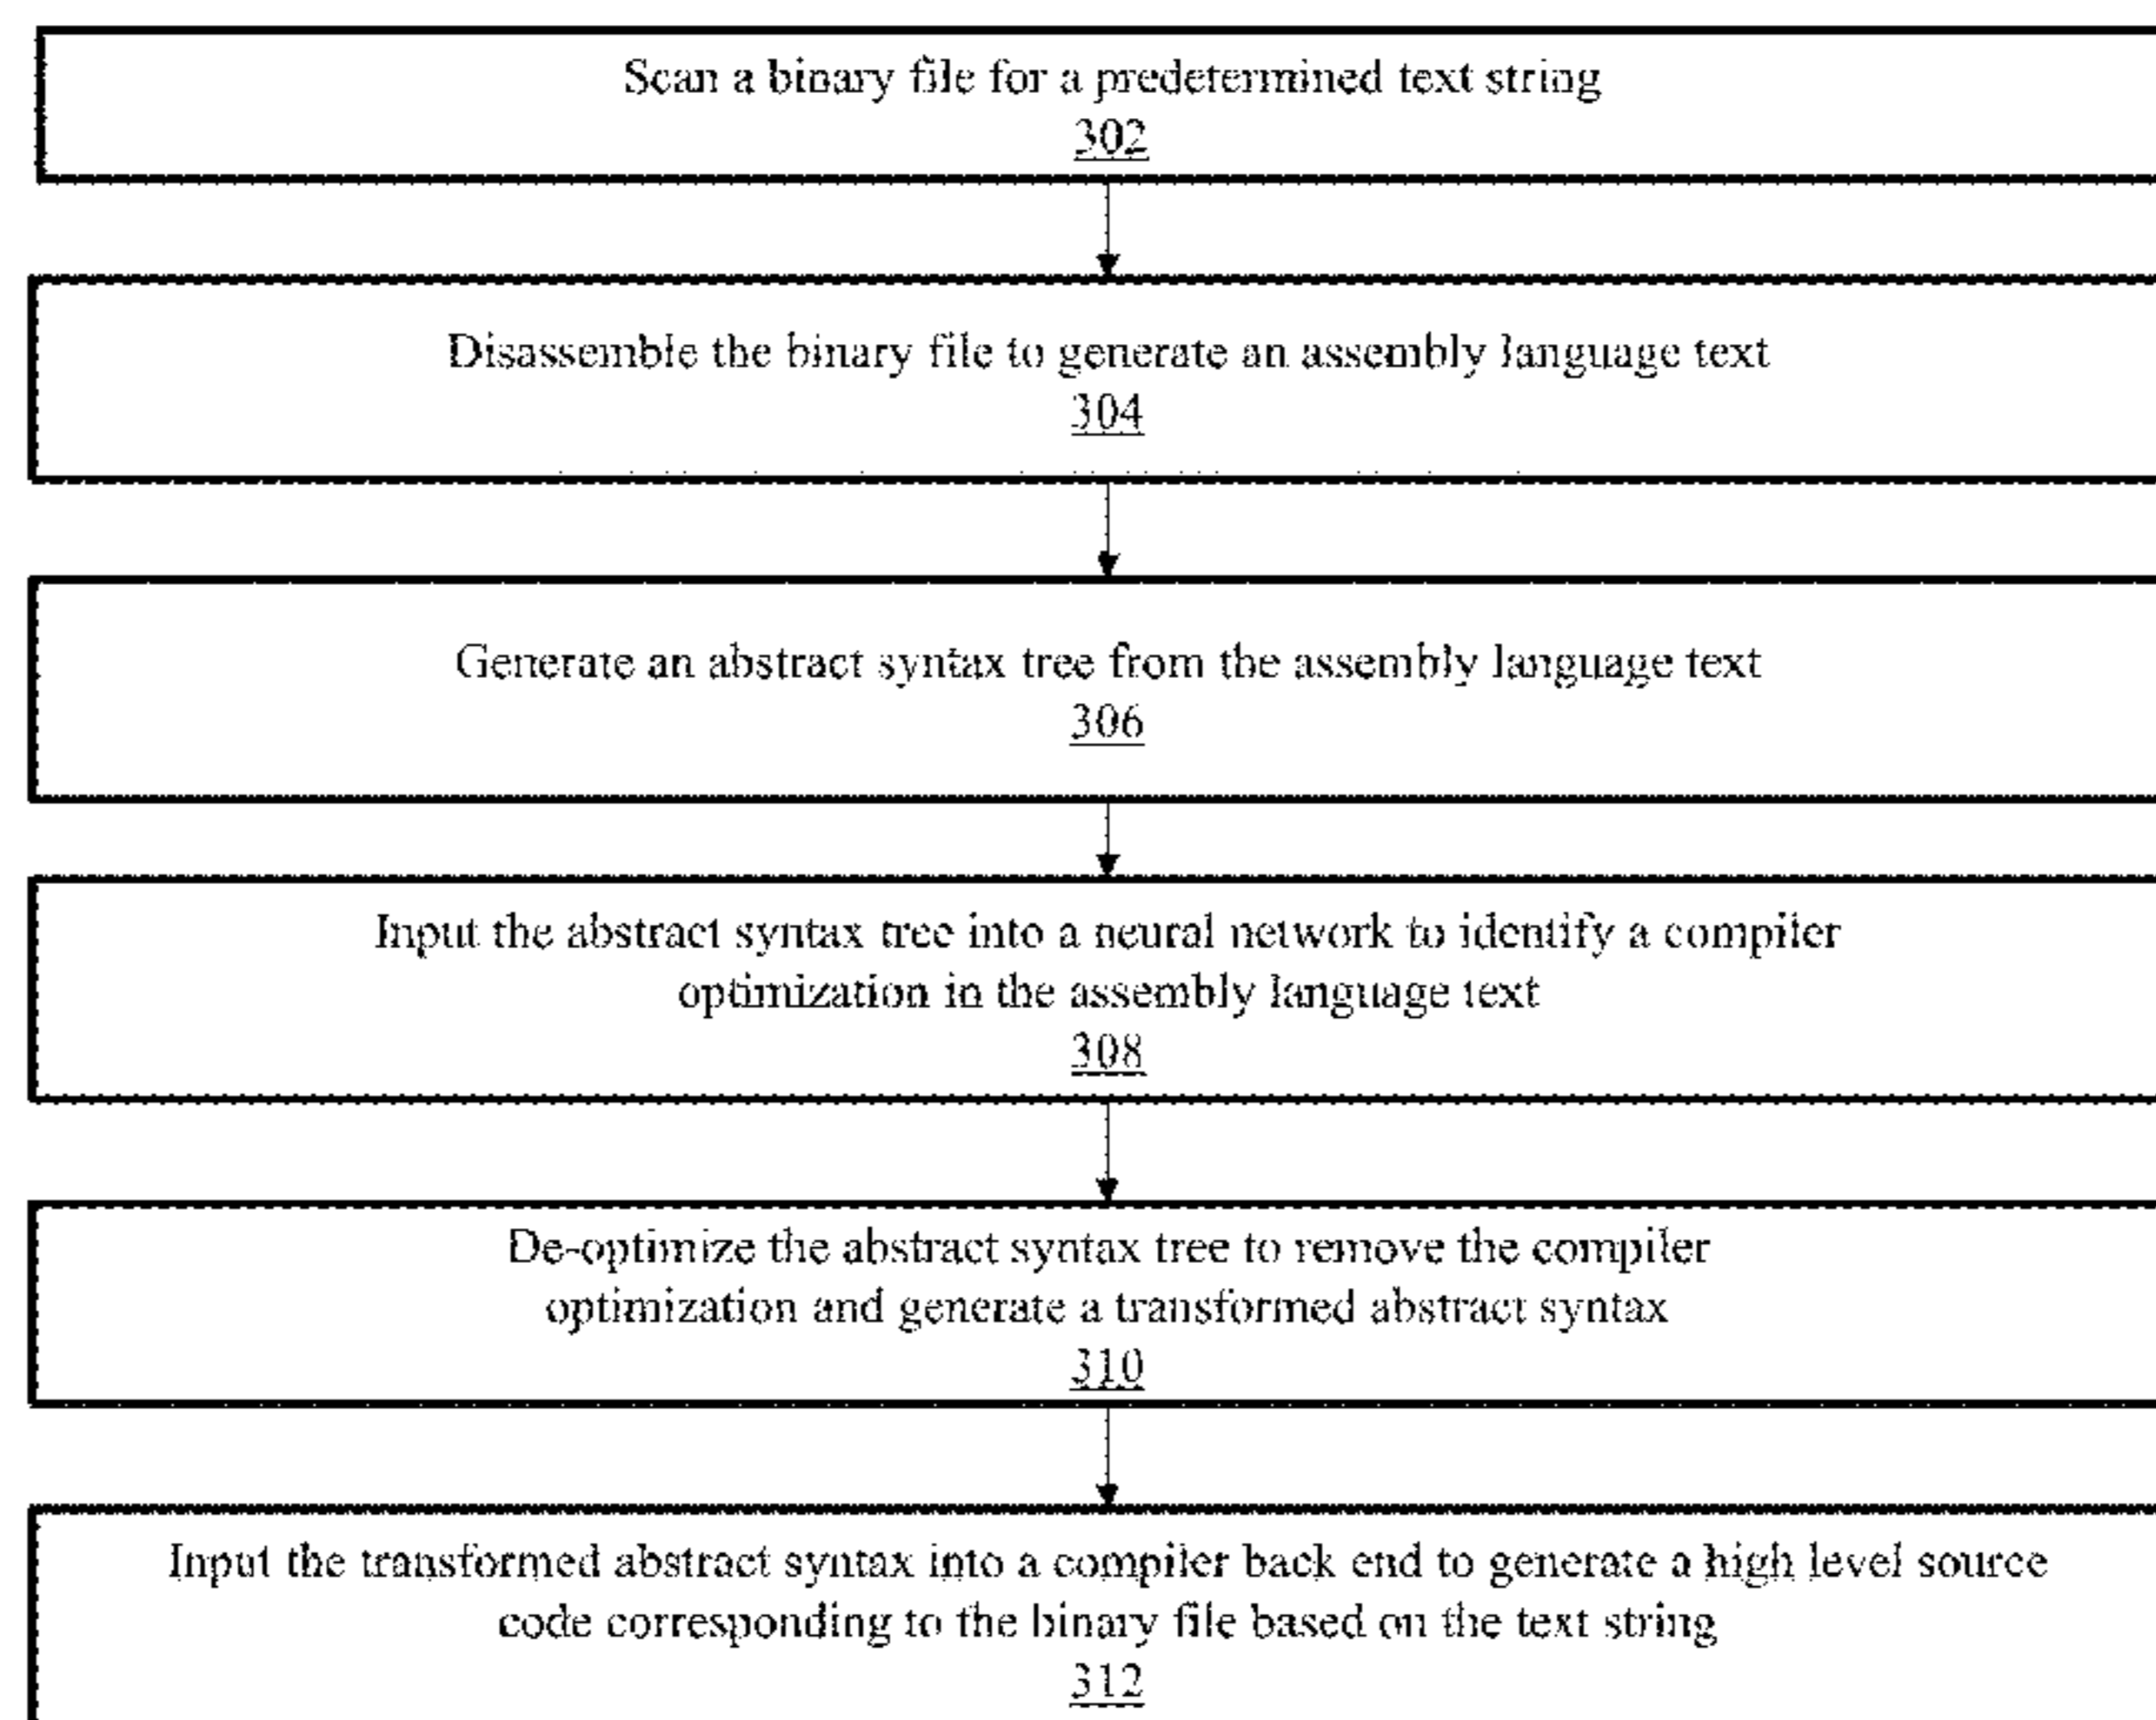 Scan a binary file for a predetermined text string
302
Disassemble the binary file to generate an assembly language text
304
Generate an abstract syntax tree from the assembly language text
306
Input the abstract syntax tree into a neural network to identify a compiler
optimization in the assembly language text
308
De-optimize the abstract syntax tree to remove the compiler
optimization and generate a transformed abstract syntax
310
Input the transformed abstract syntax into a compiler back end to generate a high level source
code corresponding to the binary file based on the text string
312